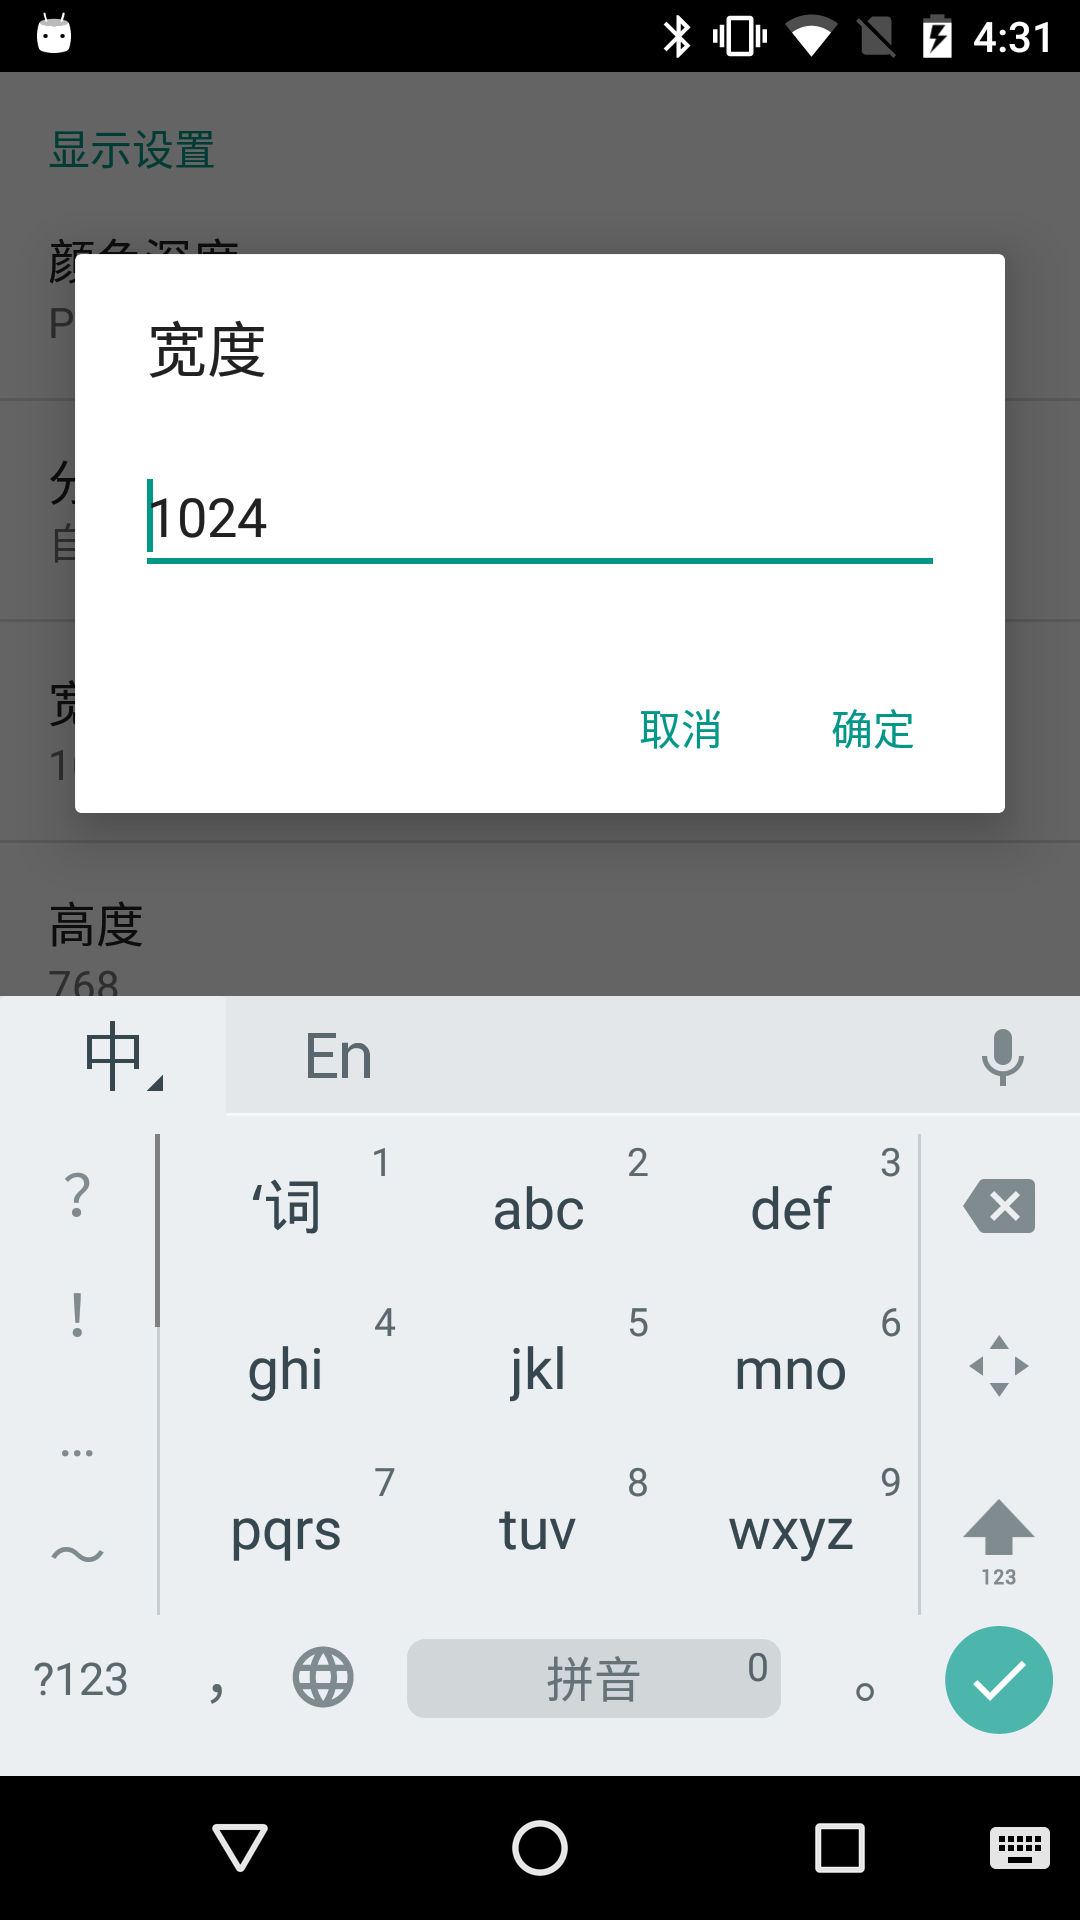 4:31
显示设置
颜色深度
P
宽度
分
1024
自
宽
取消
确定
1
高度
768
中
En
?
!
…
～
‘词 1
abc 2
def 3
ghi 4
jkl 5
mno 6
pqrs 7
tuv 8
wxyz 9
123
?123
，
拼音 0
。